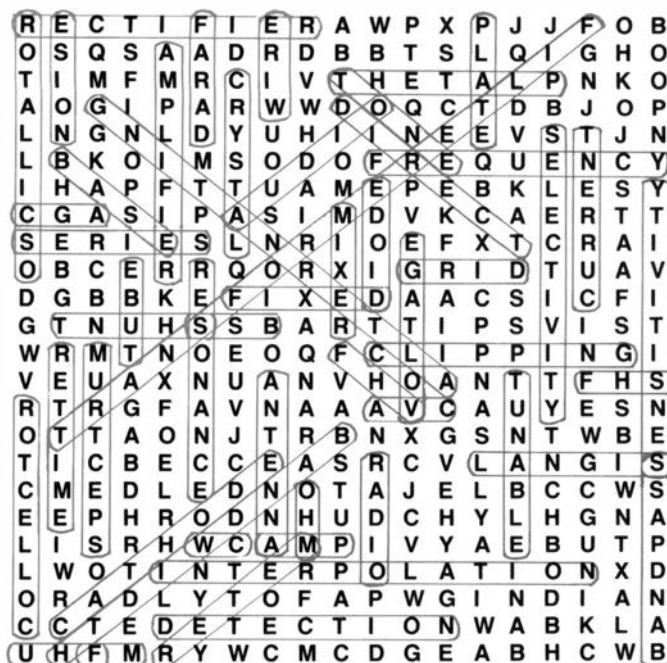 R E C T I F I E R A W P X P J J F O B
O S Q S A A D R D B B T S L Q I G H O
T I M F M R C I V T H E T A L P N K O
A O G I P A R W W D O Q C T D B J O P
L N G N L D Y U H I I N E E V S T J N
L B K O I M S O D O F R E Q U E N C Y
I H A P F T T U A M E P E B K L E S Y
C G A S I P A S I M D V K C A E R T T
S E R I E S L N R I O E F X T C R A I
O B C E R R Q O R X I G R I D T U A V
D G B B K E F I X E D A A C S I C F I
G T N U H S S B A R T T I P S V I S T
W R M T N O E O Q F C L I P P I N G I
V E U A X N U A N V H O A N T T F H S
R T R G F A V N A A A V C A U Y E S N
O T T A O N J T R B N X G S N T W B E
T I C B E C C E A S R C V L A N G I S
C M E D L E D N O T A J E L B C C W S
E E P H R O D N H U D C H Y L H G N A
L I S R H W C A M P I V Y A E B U T P
L W O T I N T E R P O L A T I O N X D
O R A D L Y T O F A P W G I N D I A N
C C T E D E T E C T I O N W A B K L A
U H F M R Y W C M C D G E A B H C W B